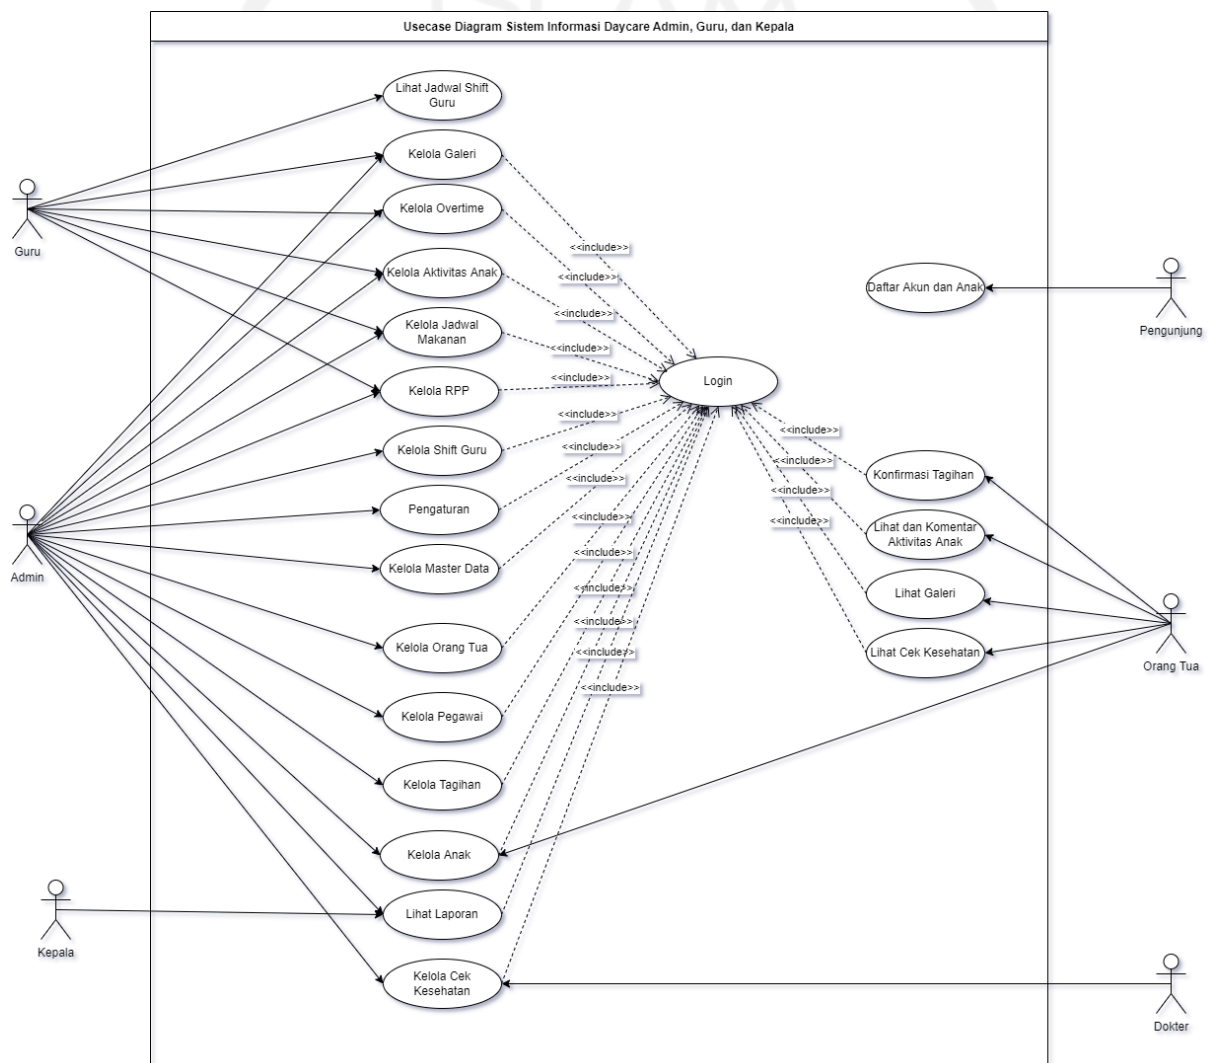 ISLAM
Usecase Diagram Sistem Informasi Daycare Admin, Guru, dan Kepala
Lihat Jadwal Shift
Guru
Kelola Galeri
Kelola Overtime
Kelola Aktivitas Anak
Kelola Jadwal
Makanan
Kelola RPP
Kelola Shift Guru
Pengaturan
Kelola Master Data
Kelola Orang Tua
Kelola Pegawai
Kelola Tagihan
Kelola Anak
Lihat Laporan
Kelola Cek
Kesehatan
Guru
Admin
Kepala
<<include>>
<<include>>
<<include>>
<<include>>
<<include>>
<<include>>
<<include>>
<<include>>
<<include>>
<<include>>
<<include>>
<<include>>
<<include>>
<<include>>
Login
<<include>>
<<include>>
<<include>>
<<include>>
Daftar Akun dan Anak
Konfirmasi Tagihan
Lihat dan Komentar
Aktivitas Anak
Lihat Galeri
Lihat Cek Kesehatan
Pengunjung
Orang Tua
Dokter